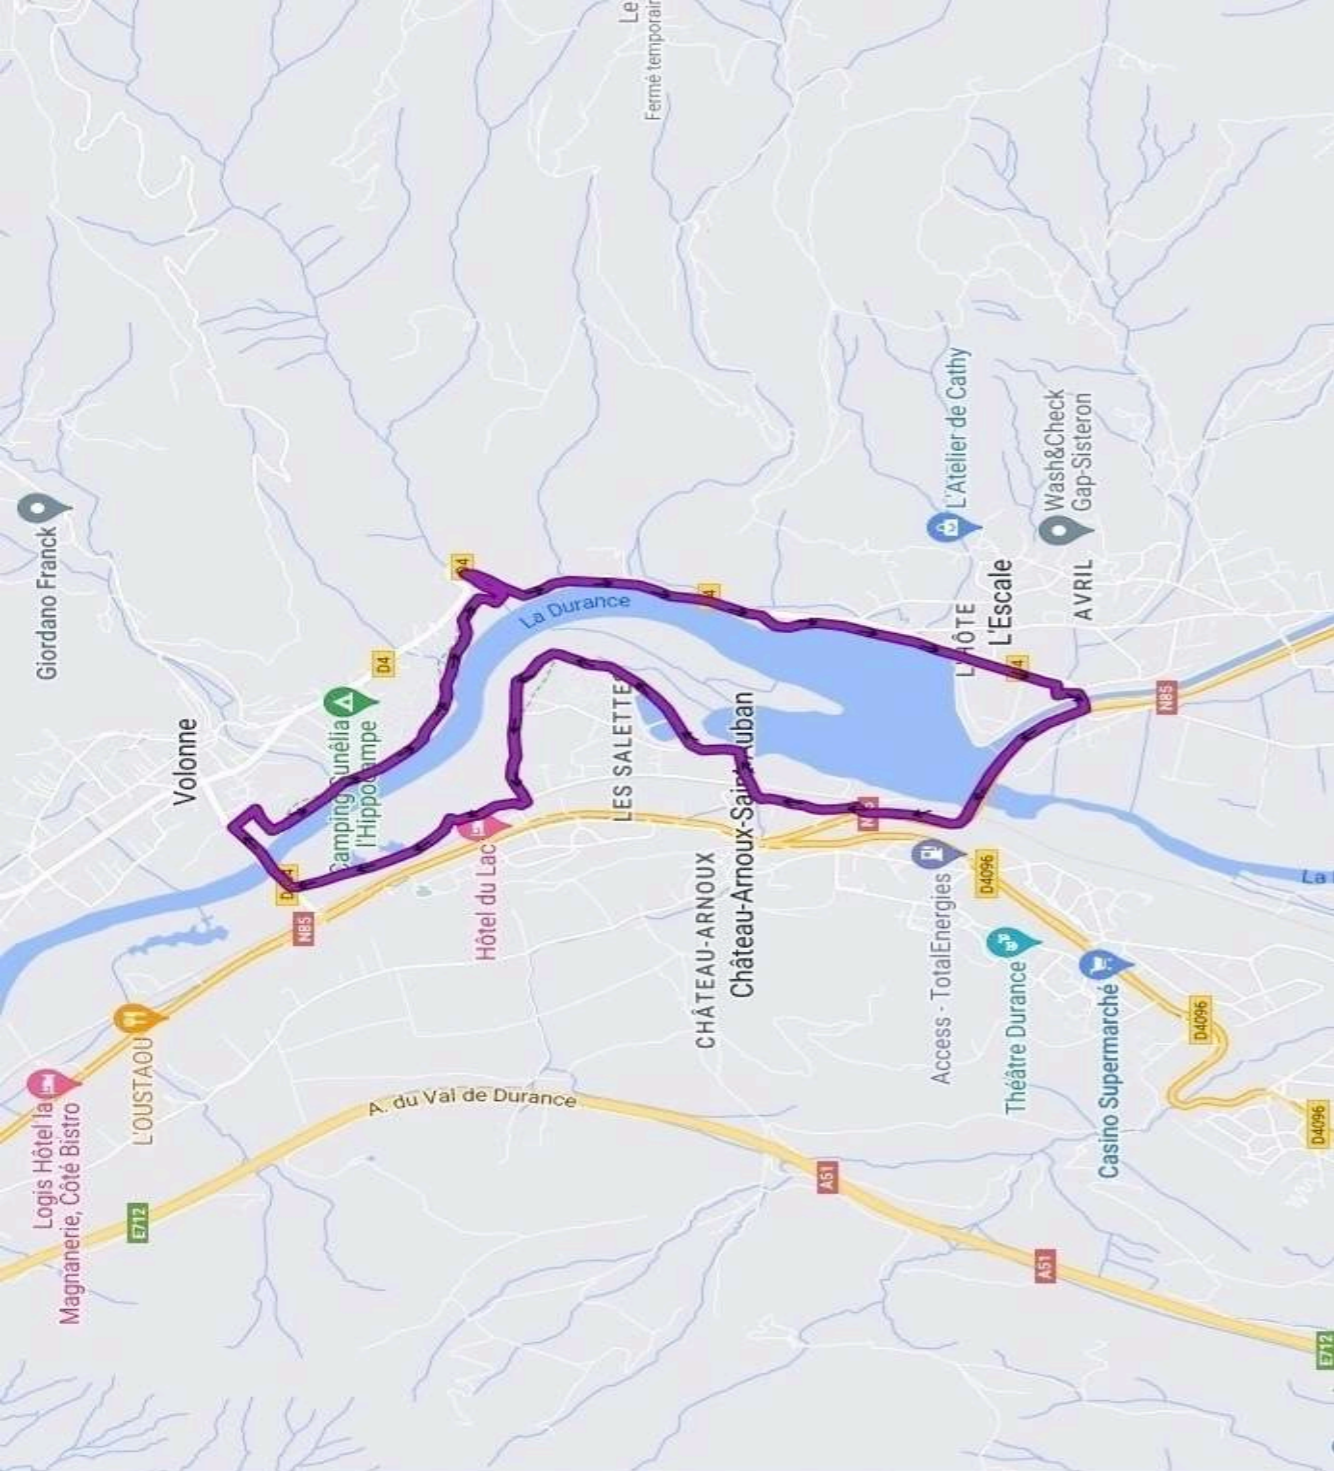 Logis Hôtel la
Magnanerie, Côté Bistro
Giordano Franck
L'OUSTAOU
E712
Volonne
N85
Camping Sunêlia
l'Hippocampe
D4
A. du Val de Durance
D4
Hôtel du Lac
La Durance
LES SALETTES
Le
Fermé temporair
CHÂTEAU-ARNOUX
Château-Arnoux-Saint-Auban
4
A51
Access - TotalEnergies
L'HÔTE
L'Atelier de Cathy
D4096
Théâtre Durance
L'Escale
4
A51
Wash&Check
Gap-Sisteron
AVRIL
Casino Supermarché
N85
D4096
La
D4096
E712